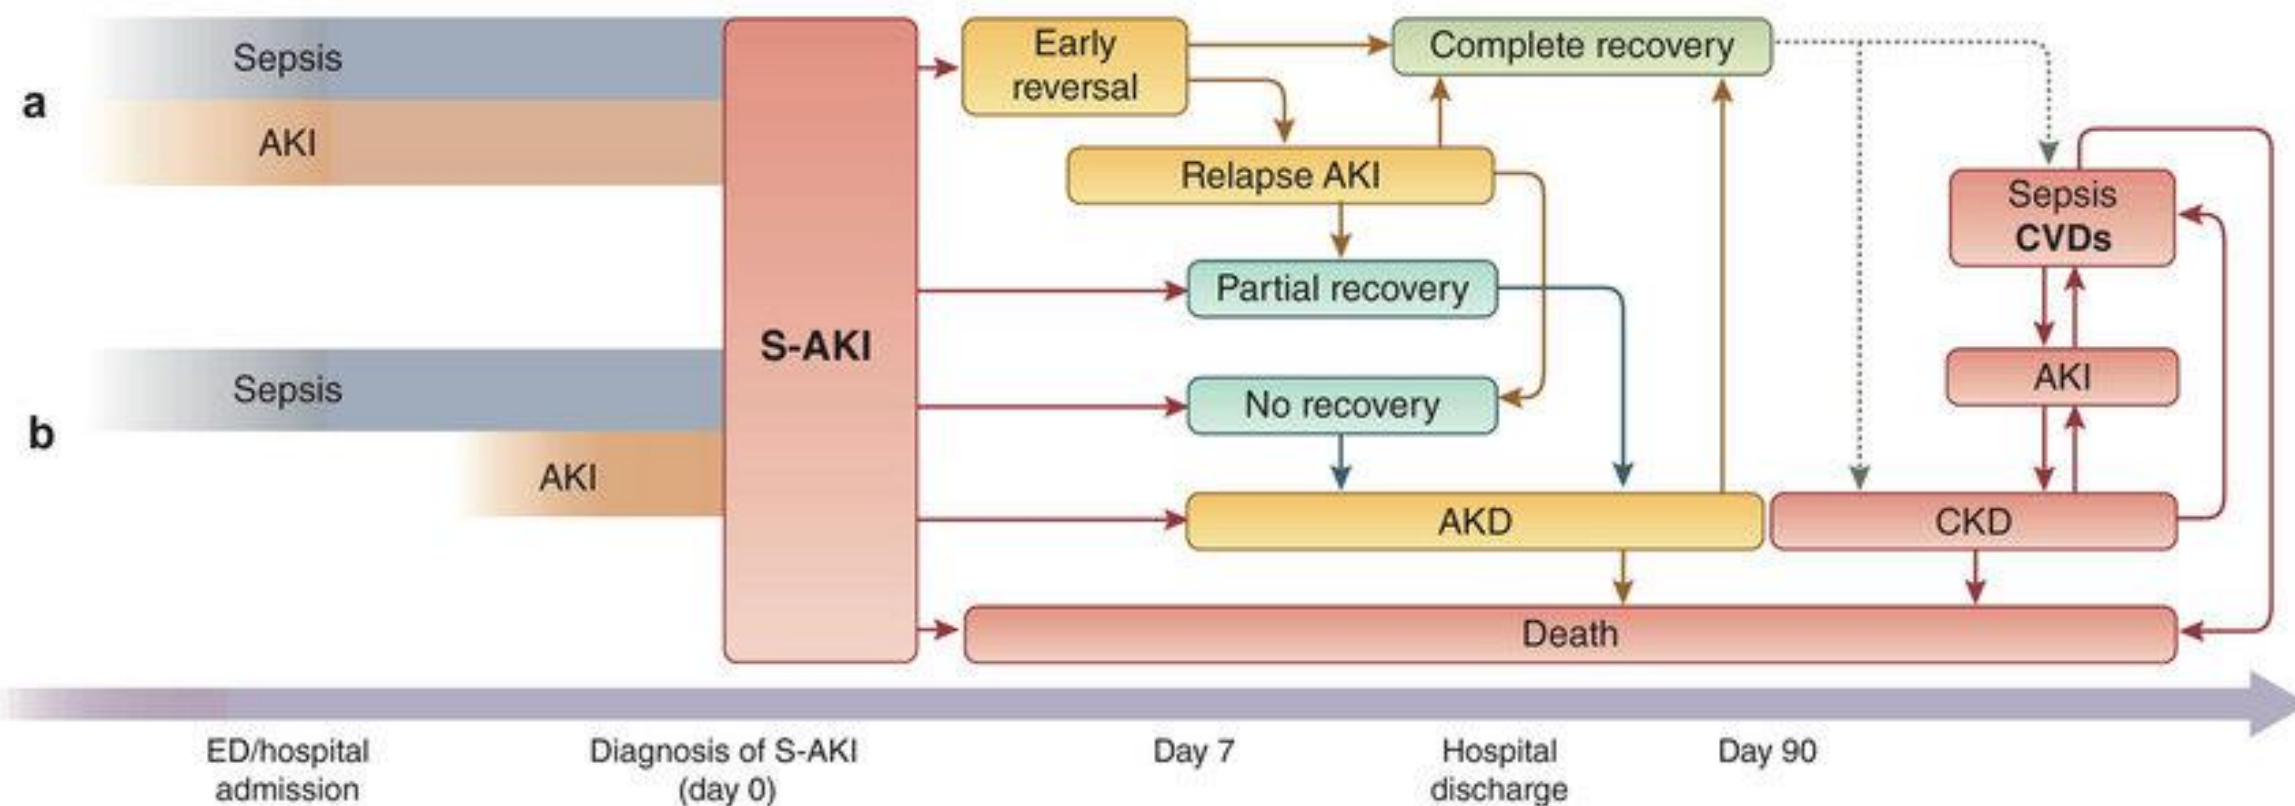 a
Sepsis
AKI
b
Sepsis
AKI
S-AKI
Early
reversal
Complete recovery
Relapse AKI
Partial recovery
No recovery
AKD
CKD
Death
Sepsis
CVDs
AKI
ED/hospital
admission
Diagnosis of S-AKI
(day 0)
Day 7
Hospital
discharge
Day 90